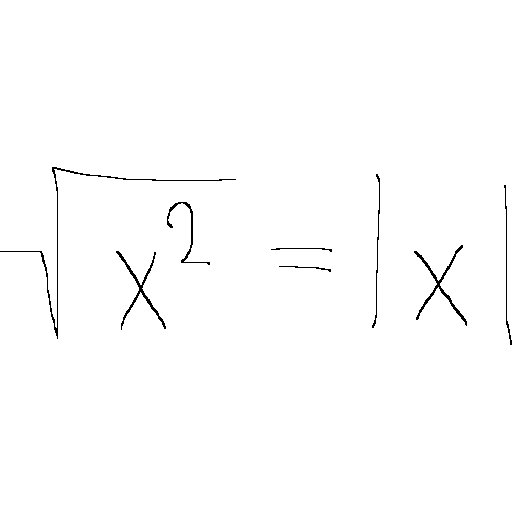 √x² = |x|